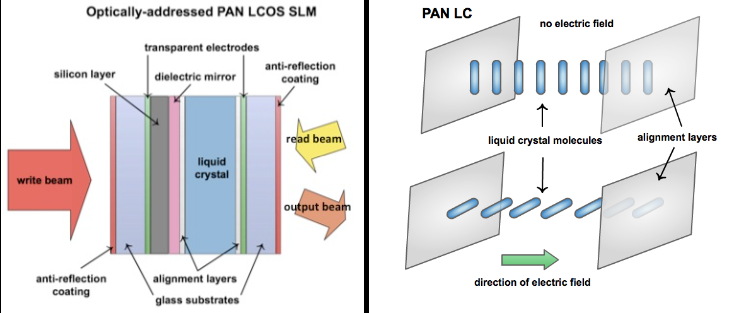 Optically-addressed PAN LCOS SLM
transparent electrodes
silicon layer
dielectric mirror
anti-reflection
coating
write beam
liquid
crystal
read beam
output beam
anti-reflection
coating
alignment layers
glass substrates
PAN LC
no electric field
liquid crystal molecules
alignment layers
direction of electric field